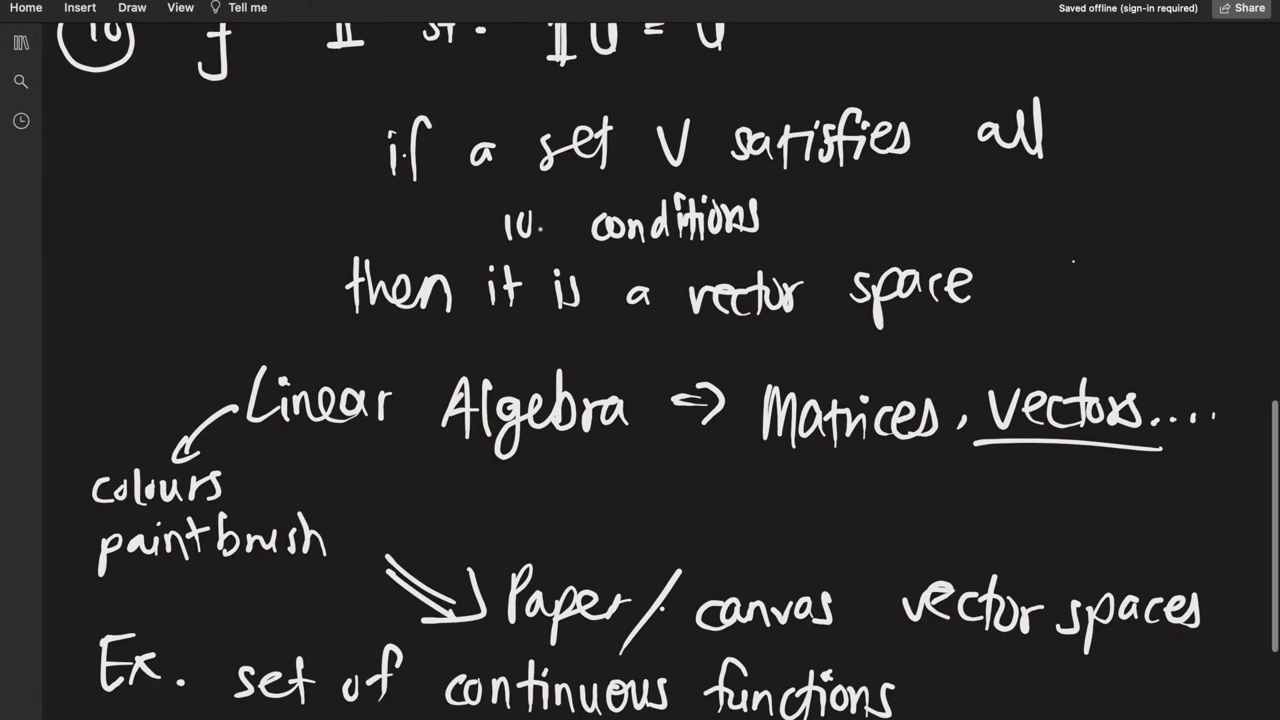 Home Insert Draw View Tell me Saved offline (sign-in required) Share
10 st. U = U
if a set V satisfies all
10. conditions
then it is a vector space
Linear Algebra => Matrices, vectors....
colours
paintbrush
Paper / canvas vector spaces
Ex. set of continuous functions